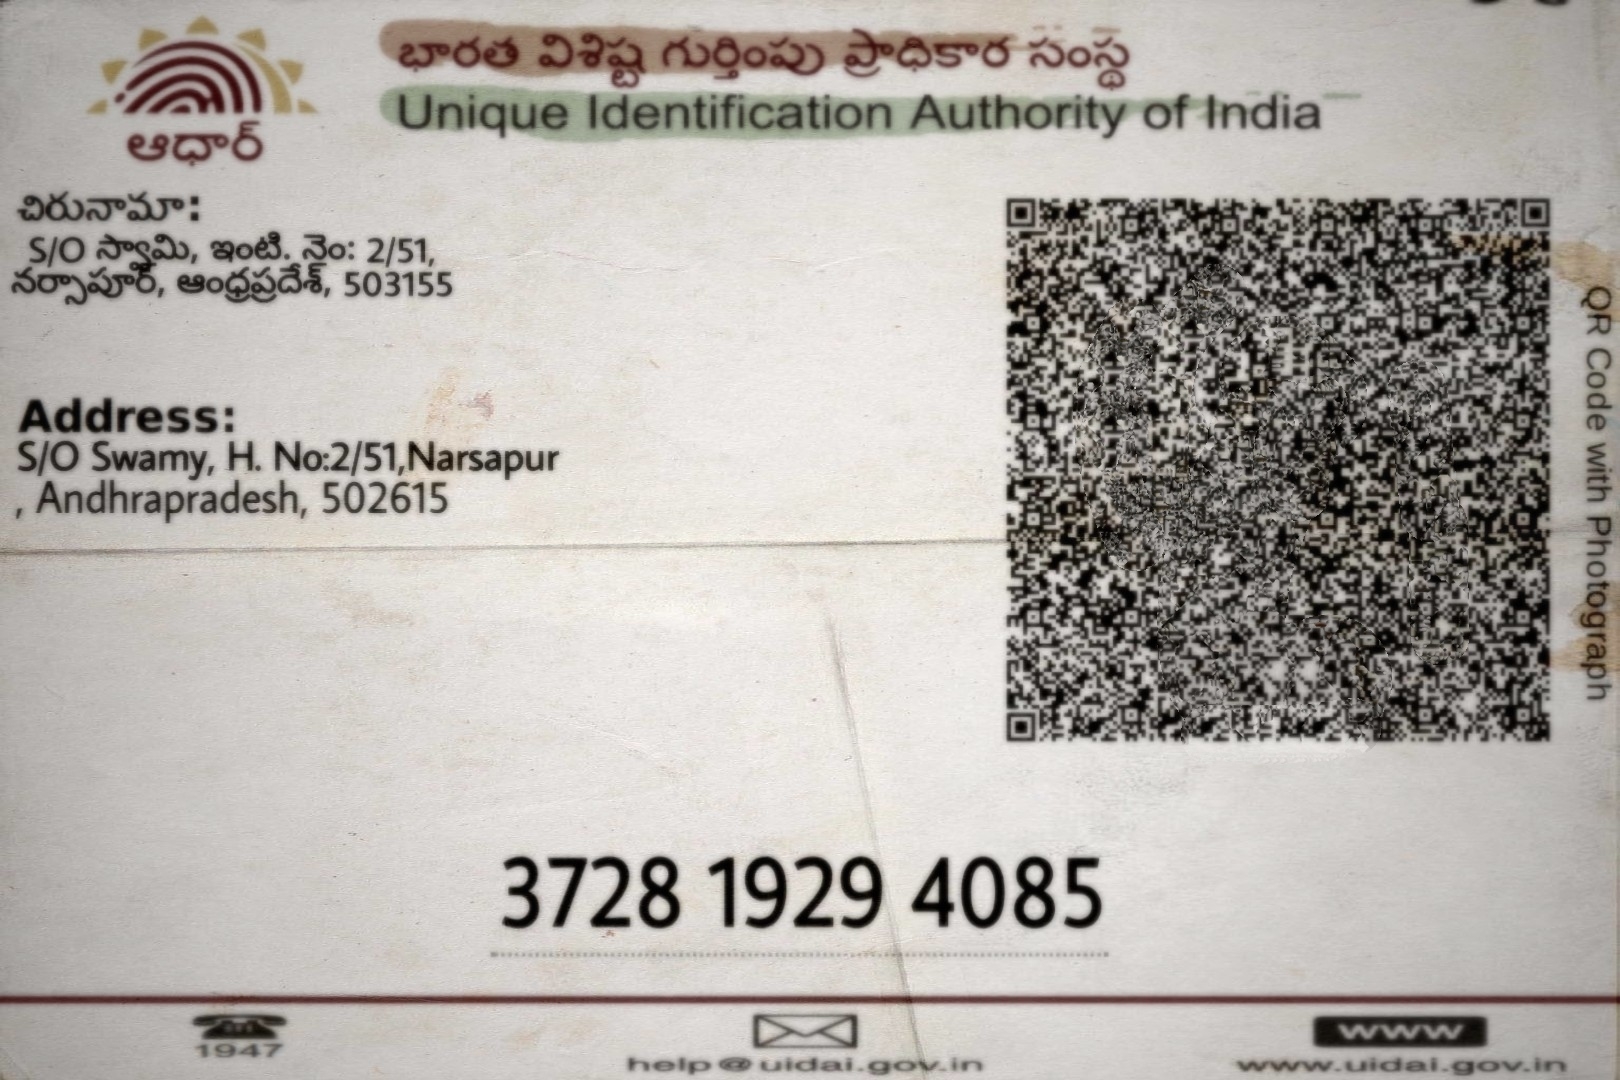 భారత విశిష్ట గుర్తింపు ప్రాధికార సంస్థ
Unique Identification Authority of India
ఆధార్
చిరునామా:
S/O స్వామి, ఇంటి. నెం: 2/51,
నర్సాపూర్, ఆంధ్రప్రదేశ్, 503155
Address:
S/O Swamy, H. No:2/51,Narsapur
, Andhrapradesh, 502615
QR Code with Photograph
3728 1929 4085
1947
help@uidai.gov.in
www
www.uidai.gov.in